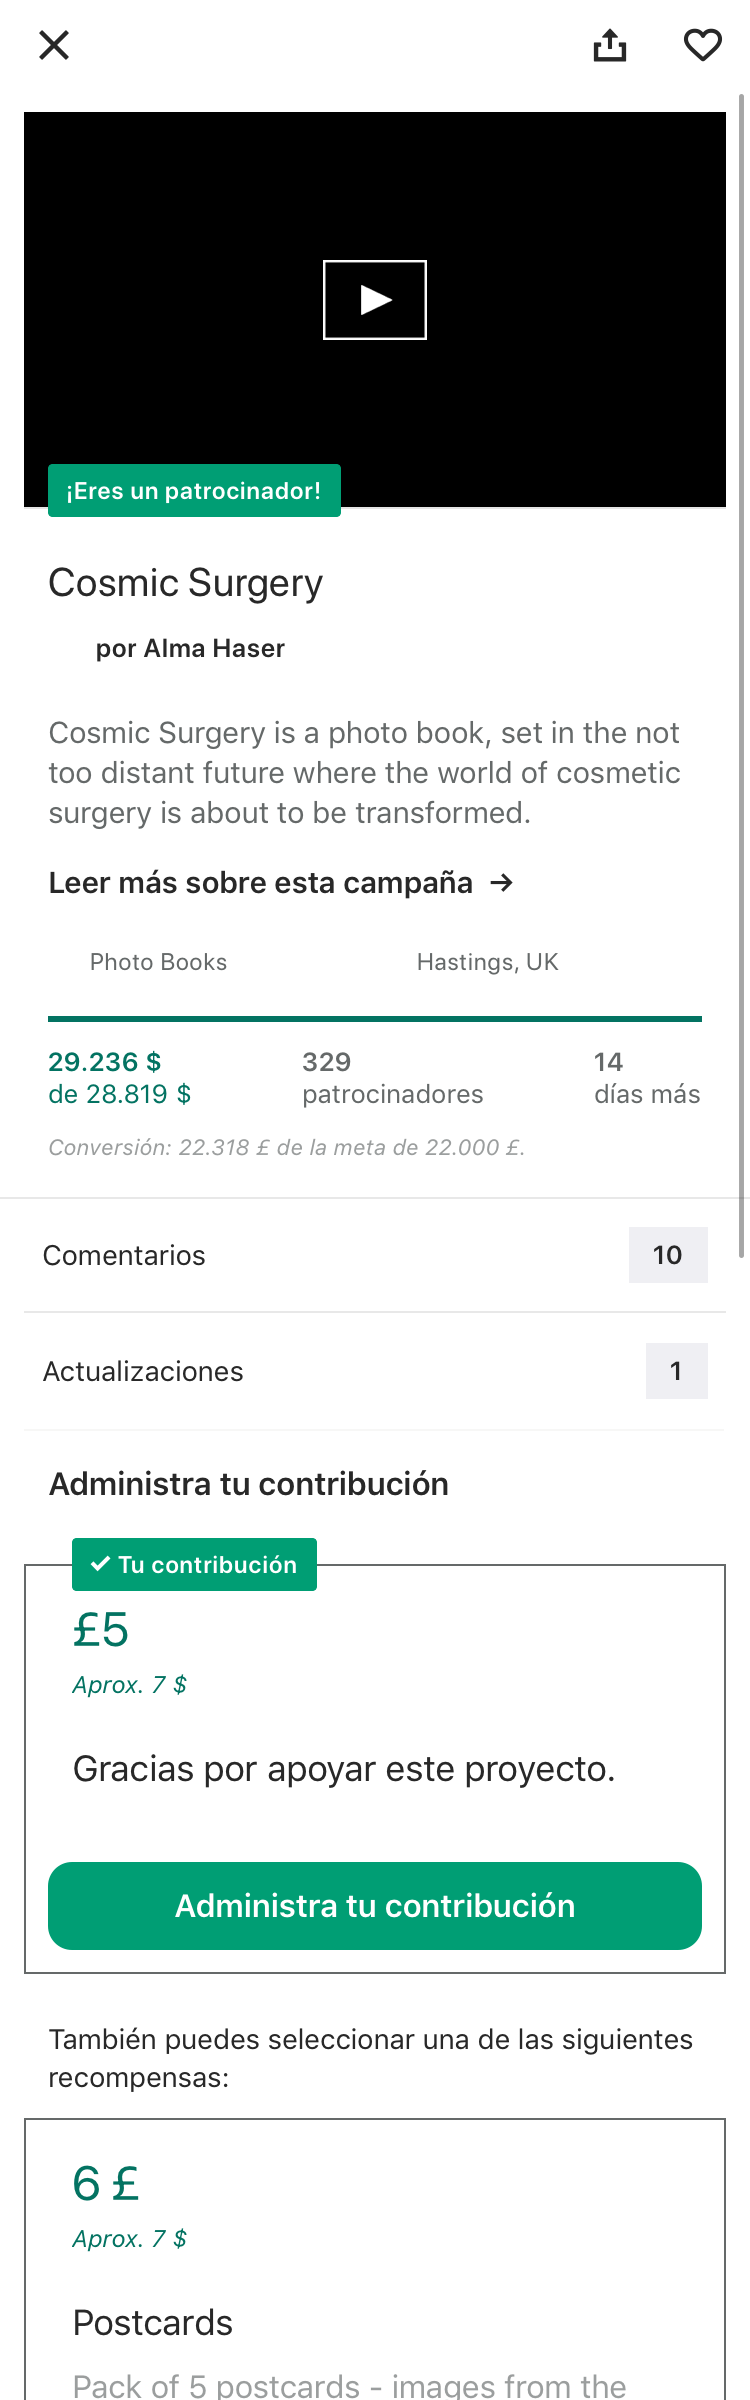 ¡Eres un patrocinador!
Cosmic Surgery
por Alma Haser
Cosmic Surgery is a photo book, set in the not
too distant future where the world of cosmetic
surgery is about to be transformed.
Leer más sobre esta campaña →
Photo Books
Hastings, UK
29.236 $
de 28.819 $
329
patrocinadores
14
días más
Conversión: 22.318 £ de la meta de 22.000 £.
Comentarios
10
Actualizaciones
1
Administra tu contribución
✓ Tu contribución
£5
Aprox. 7 $
Gracias por apoyar este proyecto.
Administra tu contribución
También puedes seleccionar una de las siguientes
recompensas:
6 £
Aprox. 7 $
Postcards
Pack of 5 postcards - images from the